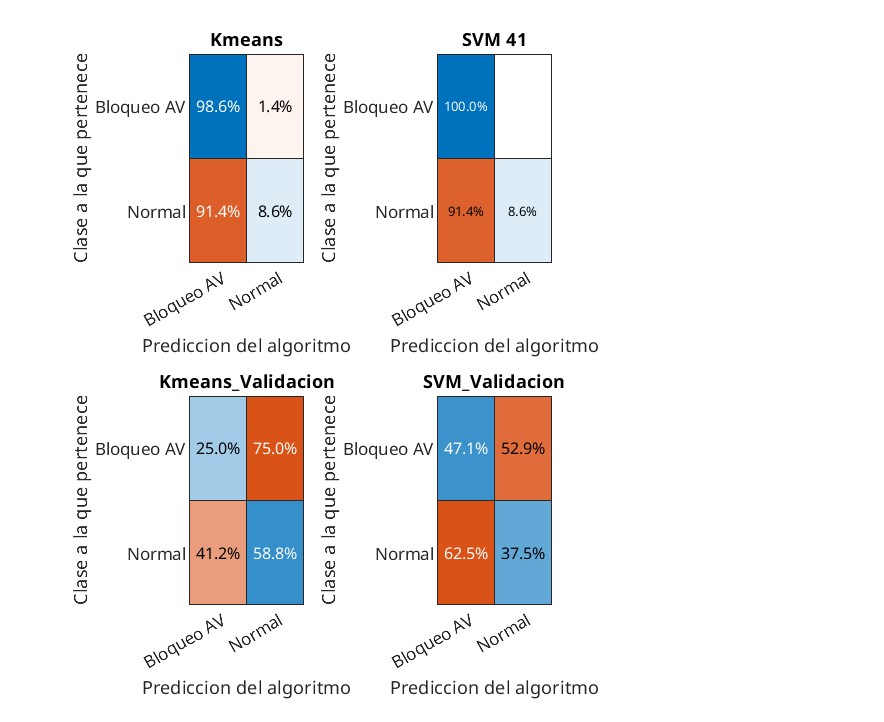 Kmeans
Clase a la que pertenece
Bloqueo AV
98.6%
1.4%
Normal
91.4%
8.6%
Bloqueo AV
Normal
Prediccion del algoritmo
SVM 41
Clase a la que pertenece
Bloqueo AV
100.0%
Normal
91.4%
8.6%
Bloqueo AV
Normal
Prediccion del algoritmo
Kmeans_Validacion
Clase a la que pertenece
Bloqueo AV
25.0%
75.0%
Normal
41.2%
58.8%
Bloqueo AV
Normal
Prediccion del algoritmo
SVM_Validacion
Clase a la que pertenece
Bloqueo AV
47.1%
52.9%
Normal
62.5%
37.5%
Bloqueo AV
Normal
Prediccion del algoritmo